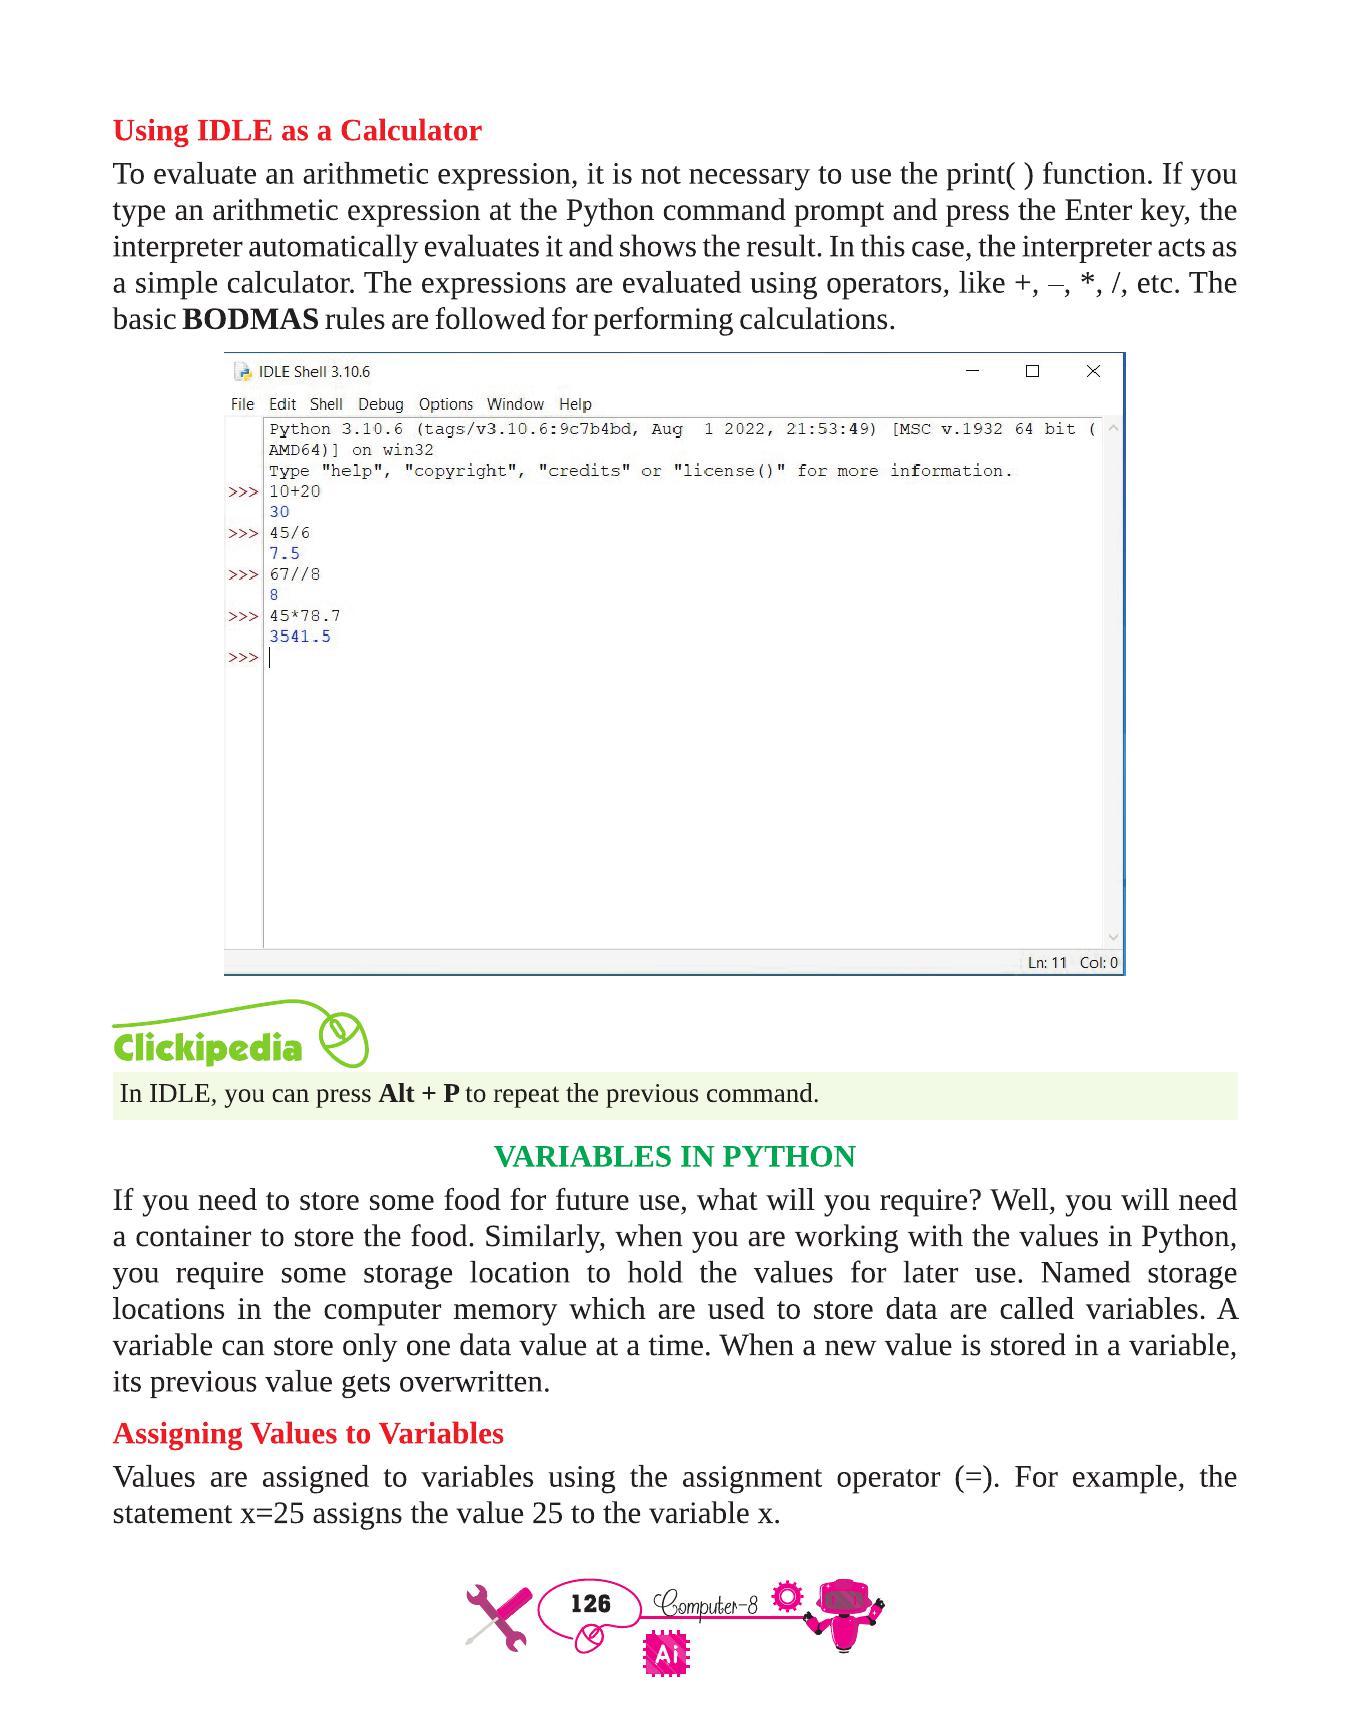 Using IDLE as a Calculator
To evaluate an arithmetic expression, it is not necessary to use the print( ) function. If you
type an arithmetic expression at the Python command prompt and press the Enter key, the
interpreter automatically evaluates it and shows the result. In this case, the interpreter acts as
a simple calculator. The expressions are evaluated using operators, like +, –, *, /, etc. The
basic BODMAS rules are followed for performing calculations.
IDLE Shell 3.10.6
File Edit Shell Debug Options Window Help
Python 3.10.6 (tags/v3.10.6:9c7b4bd, Aug  1 2022, 21:53:49) [MSC v.1932 64 bit (
AMD64)] on win32
Type "help", "copyright", "credits" or "license()" for more information.
>>> 10+20
30
>>> 45/6
7.5
>>> 67//8
8
>>> 45*78.7
3541.5
>>>
Ln: 11 Col: 0
Clickipedia
In IDLE, you can press Alt + P to repeat the previous command.
VARIABLES IN PYTHON
If you need to store some food for future use, what will you require? Well, you will need
a container to store the food. Similarly, when you are working with the values in Python,
you require some storage location to hold the values for later use. Named storage
locations in the computer memory which are used to store data are called variables. A
variable can store only one data value at a time. When a new value is stored in a variable,
its previous value gets overwritten.
Assigning Values to Variables
Values are assigned to variables using the assignment operator (=). For example, the
statement x=25 assigns the value 25 to the variable x.
126 Computer-8
Ai